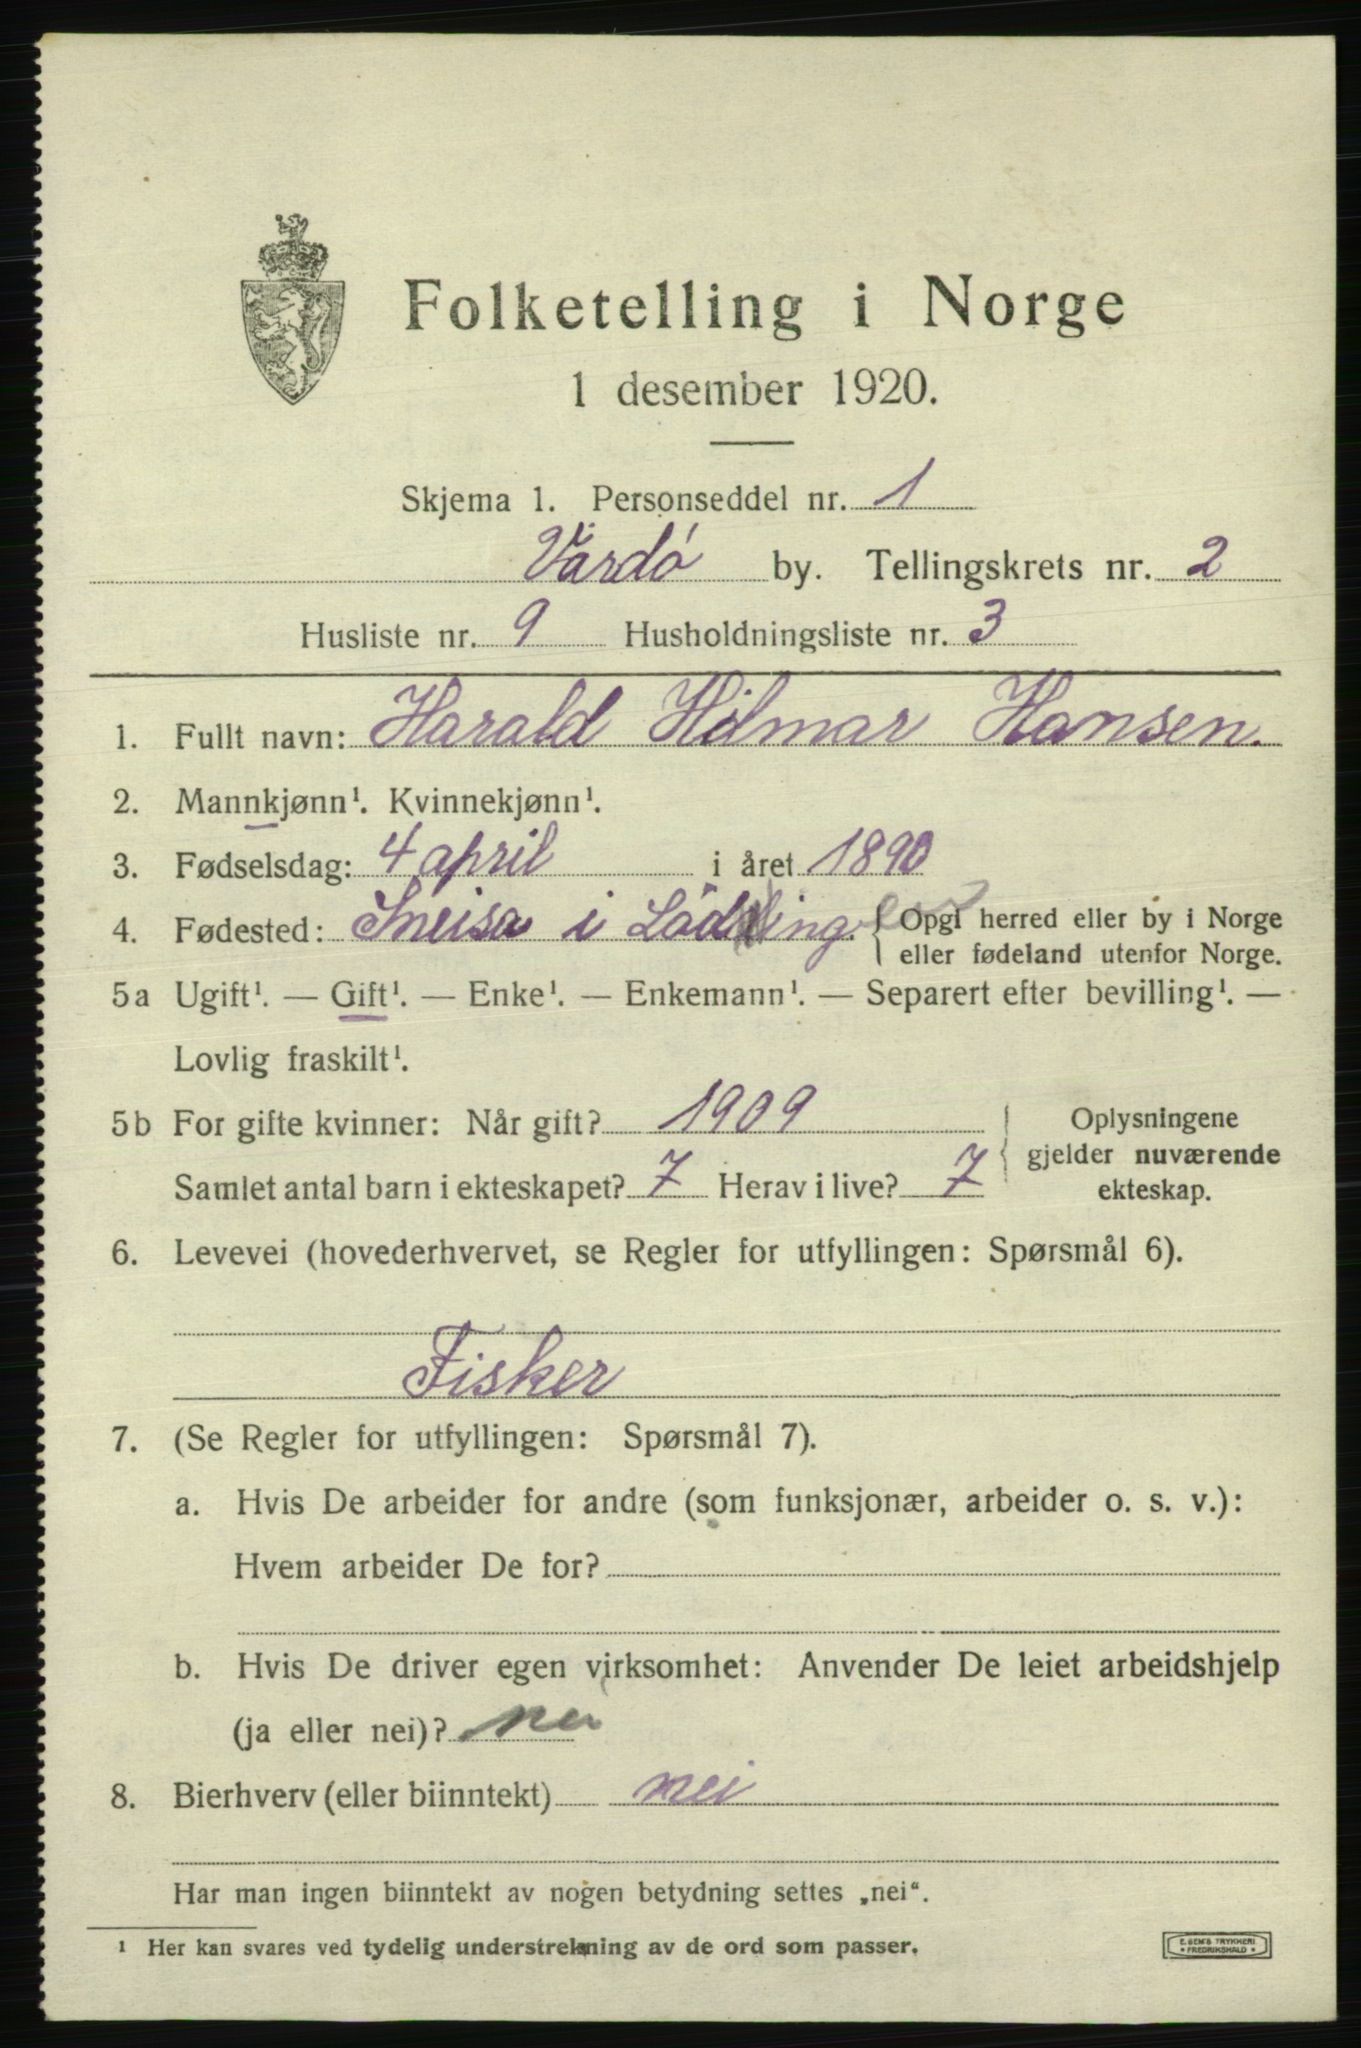 Folketelling i Norge
1 desember 1920.
Skjema 1. Personseddel nr. 1
Vardø by. Tellingskrets nr. 2
Husliste nr. 9 Husholdningsliste nr. 3
1. Fullt navn: Harald Hilmar Hansen.
2. Mannkjønn¹. Kvinnekjønn¹.
3. Fødselsdag: 4 april i året 1890
4. Fødested: i Lödingen { Opgi herred eller by i Norge
eller fødeland utenfor Norge.
5a Ugift¹. — Gift¹. — Enke¹. — Enkemann¹. — Separert efter bevilling¹. —
Lovlig fraskilt¹.
5b For gifte kvinner: Når gift? 1909 { Oplysningene
gjelder nuværende
Samlet antal barn i ekteskapet? 7 Herav i live? 7 ekteskap.
6. Levevei (hovederhvervet, se Regler for utfyllingen: Spørsmål 6).
Fisker
7. (Se Regler for utfyllingen: Spørsmål 7).
a. Hvis De arbeider for andre (som funksjonær, arbeider o. s. v.):
Hvem arbeider De for?
b. Hvis De driver egen virksomhet: Anvender De leiet arbeidshjelp
(ja eller nei)? nei
8. Bierhverv (eller biinntekt) nei
Har man ingen biinntekt av nogen betydning settes „nei“.
¹ Her kan svares ved tydelig understrekning av de ord som passer.
E. SEM'S TRYKKERI
• FREDRIKSHALD •